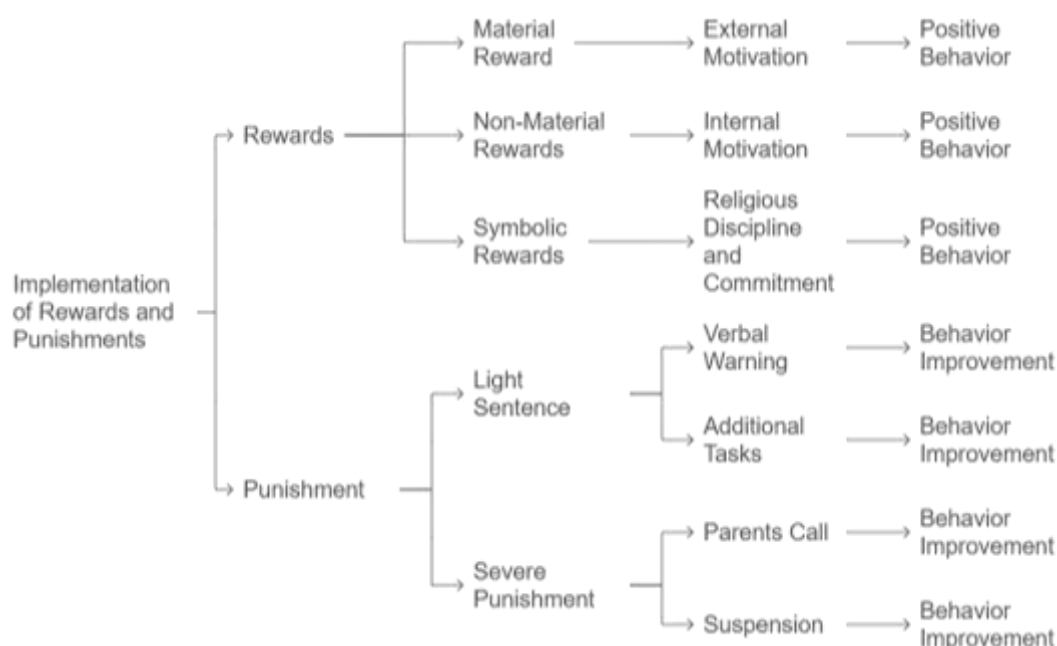 Material
Reward
External
Motivation
Positive
Behavior
Rewards
Non-Material
Rewards
Internal
Motivation
Positive
Behavior
Symbolic
Rewards
Religious
Discipline
and
Commitment
Positive
Behavior
Implementation
of Rewards and
Punishments
Light
Sentence
Verbal
Warning
Behavior
Improvement
Additional
Tasks
Behavior
Improvement
Punishment
Severe
Punishment
Parents Call
Behavior
Improvement
Suspension
Behavior
Improvement